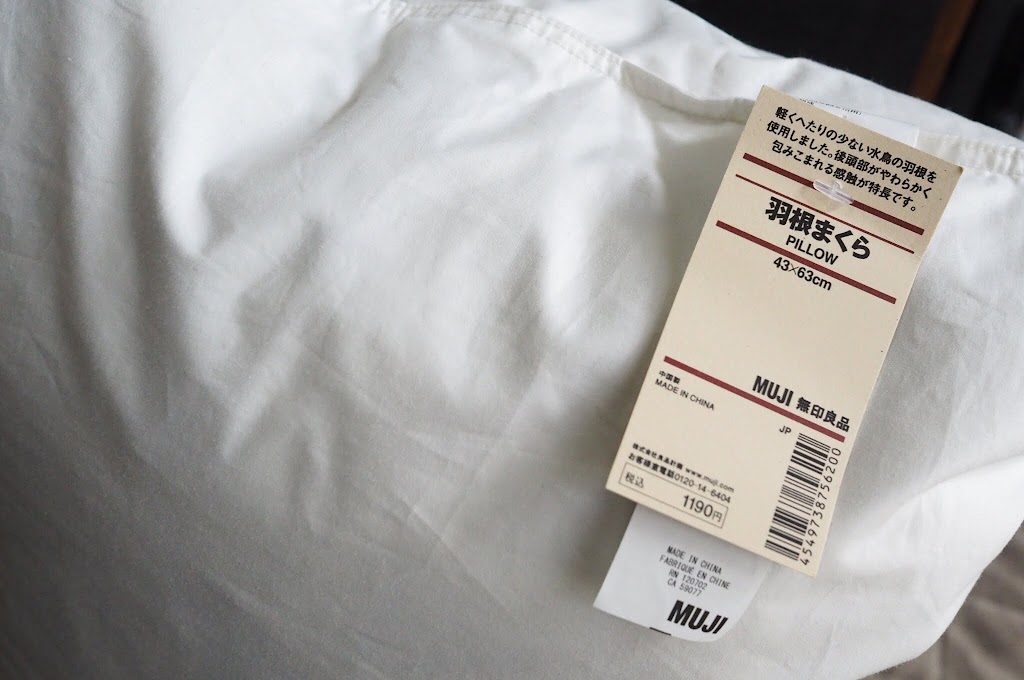 軽くへたりの少ない水鳥の羽根を
使用しました。後頭部がやわらかく
包みこまれる感触が特長です。
羽根まくら
PILLOW
43×63cm
中国製
MADE IN CHINA
MUJI 無印良品
JP
株式会社良品計画 www.muji.com
お客様室電話0120-14-6404
税込 1190円
4549738756200
MADE IN CHINA
FABRIQUÉ EN CHINE
RN 120702
CA 59077
MUJI